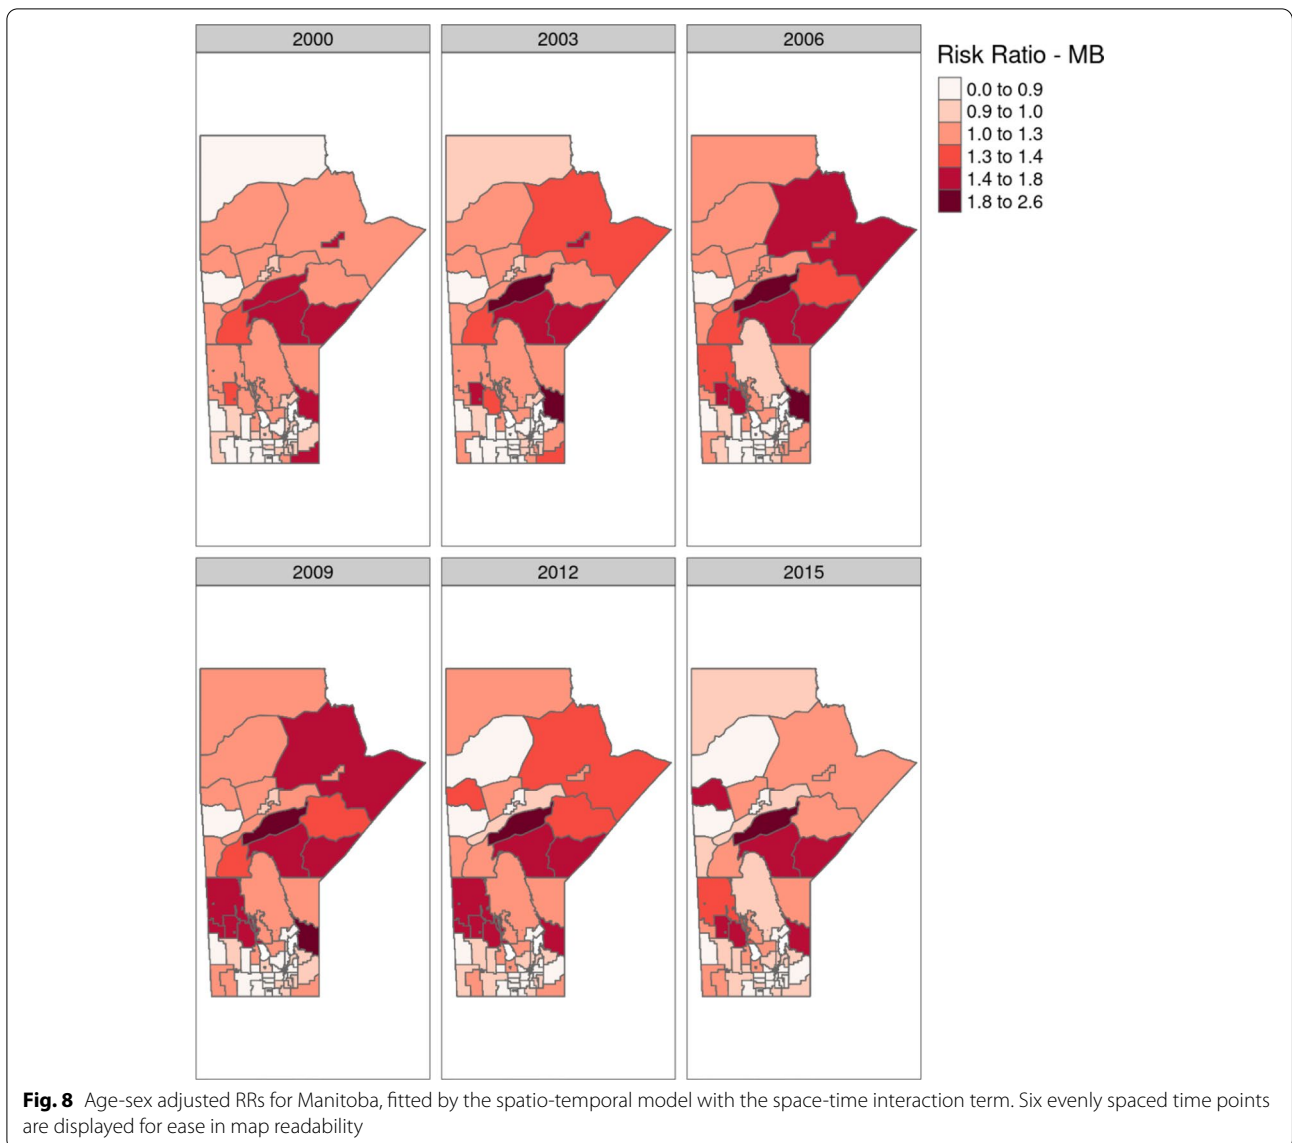 2000
2003
2006
Risk Ratio - MB
0.0 to 0.9
0.9 to 1.0
1.0 to 1.3
1.3 to 1.4
1.4 to 1.8
1.8 to 2.6
2009
2012
2015
Fig. 8 Age-sex adjusted RRs for Manitoba, fitted by the spatio-temporal model with the space-time interaction term. Six evenly spaced time points
are displayed for ease in map readability